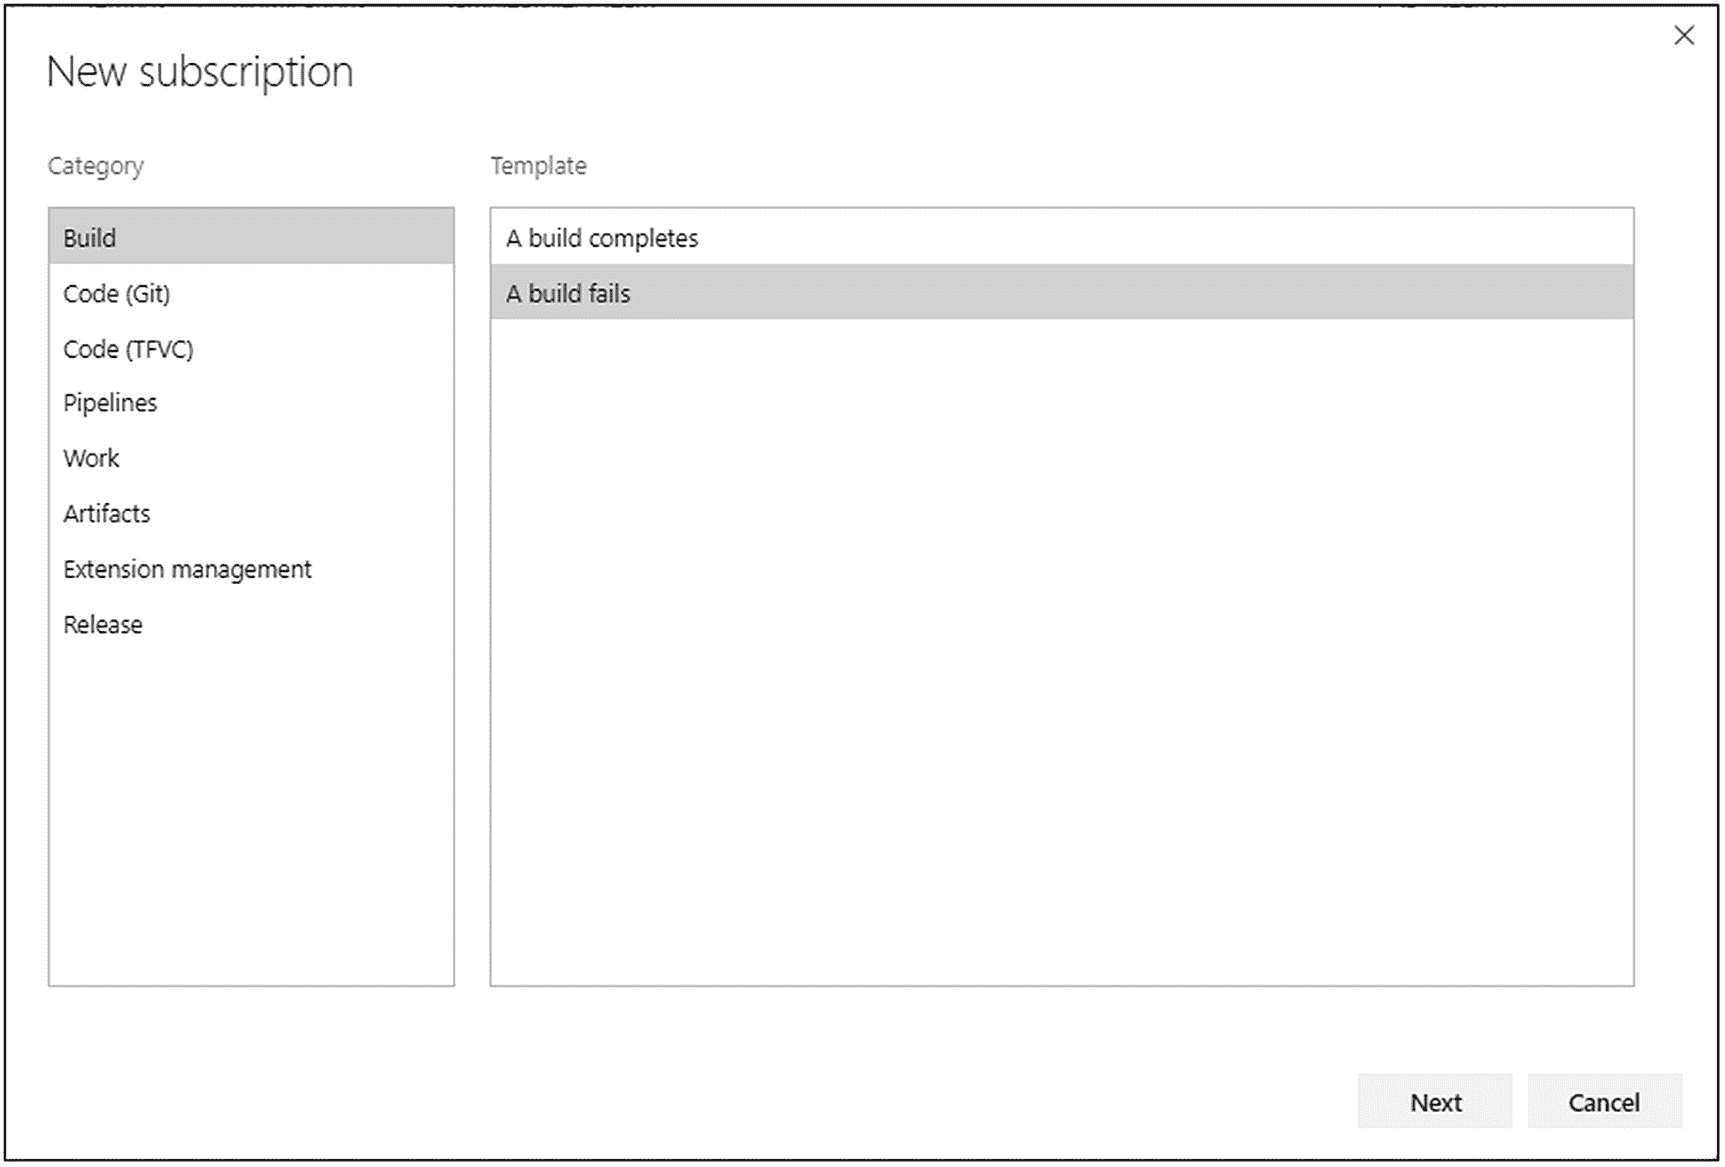 New subscription
Category
Template
Build
Code (Git)
Code (TFVC)
Pipelines
Work
Artifacts
Extension management
Release
A build completes
A build fails
Next
Cancel